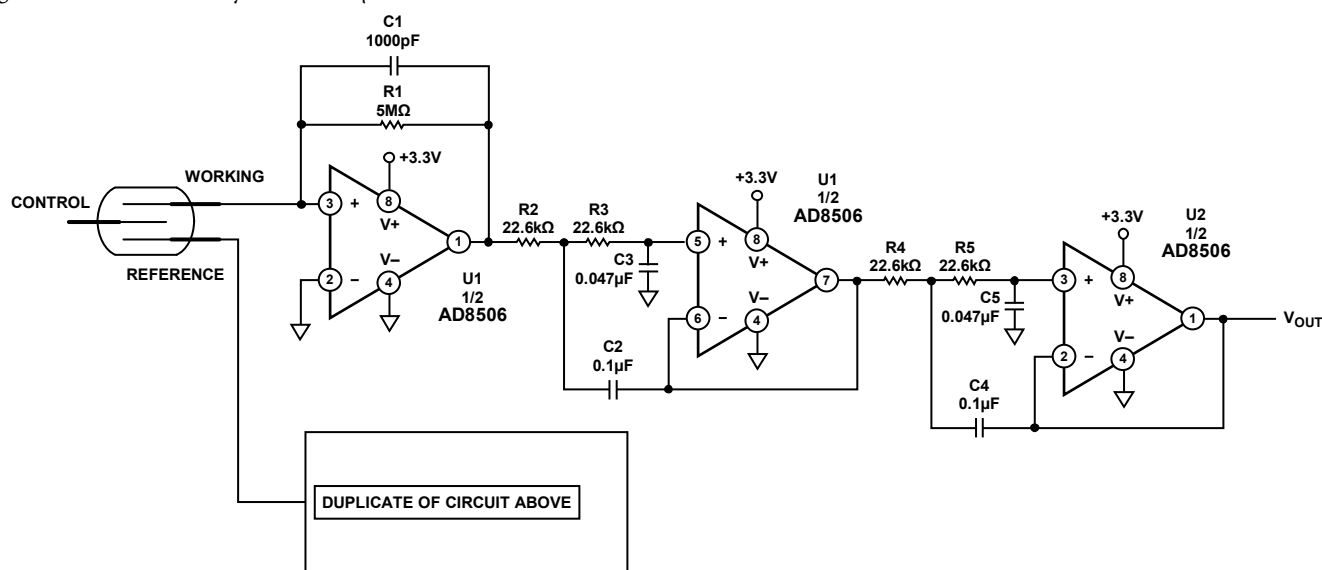 C1
1000pF
R1
5MΩ
+3.3V
WORKING
CONTROL
REFERENCE
3
+
8
V+
1
2
−
V–
4
U1
1/2
AD8506
R2
22.6kΩ
R3
22.6kΩ
C3
0.047µF
C2
0.1µF
+3.3V
U1
1/2
AD8506
5
+
8
V+
7
6
−
V–
4
R4
22.6kΩ
R5
22.6kΩ
C5
0.047µF
C4
0.1µF
+3.3V
U2
1/2
AD8506
3
+
8
V+
1
2
−
V–
4
VOUT
DUPLICATE OF CIRCUIT ABOVE